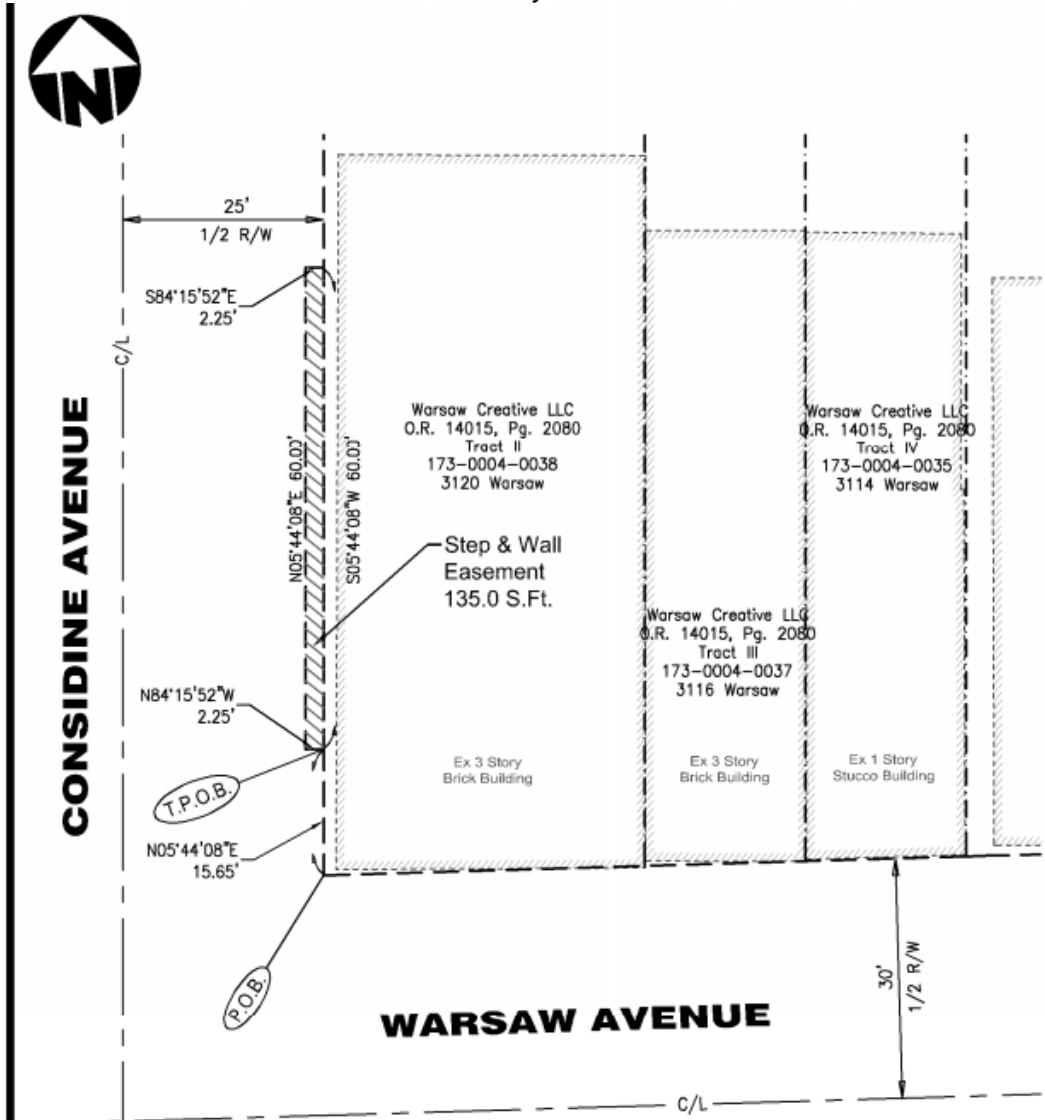 N
25'
1/2 R/W
S84°15'52"E
2.25'
C/L
CONSIDINE AVENUE
N05°44'08"E 60.00'
S05°44'08"W 60.00'
Warsaw Creative LLC
O.R. 14015, Pg. 2080
Tract II
173-0004-0038
3120 Warsaw
Warsaw Creative LLC
O.R. 14015, Pg. 2080
Tract IV
173-0004-0035
3114 Warsaw
Step & Wall
Easement
135.0 S.Ft.
Warsaw Creative LLC
O.R. 14015, Pg. 2080
Tract III
173-0004-0037
3116 Warsaw
N84°15'52"W
2.25'
Ex 3 Story
Brick Building
Ex 3 Story
Brick Building
Ex 1 Story
Stucco Building
T.P.O.B.
N05°44'08"E
15.65'
P.O.B.
30'
1/2 R/W
WARSAW AVENUE
C/L